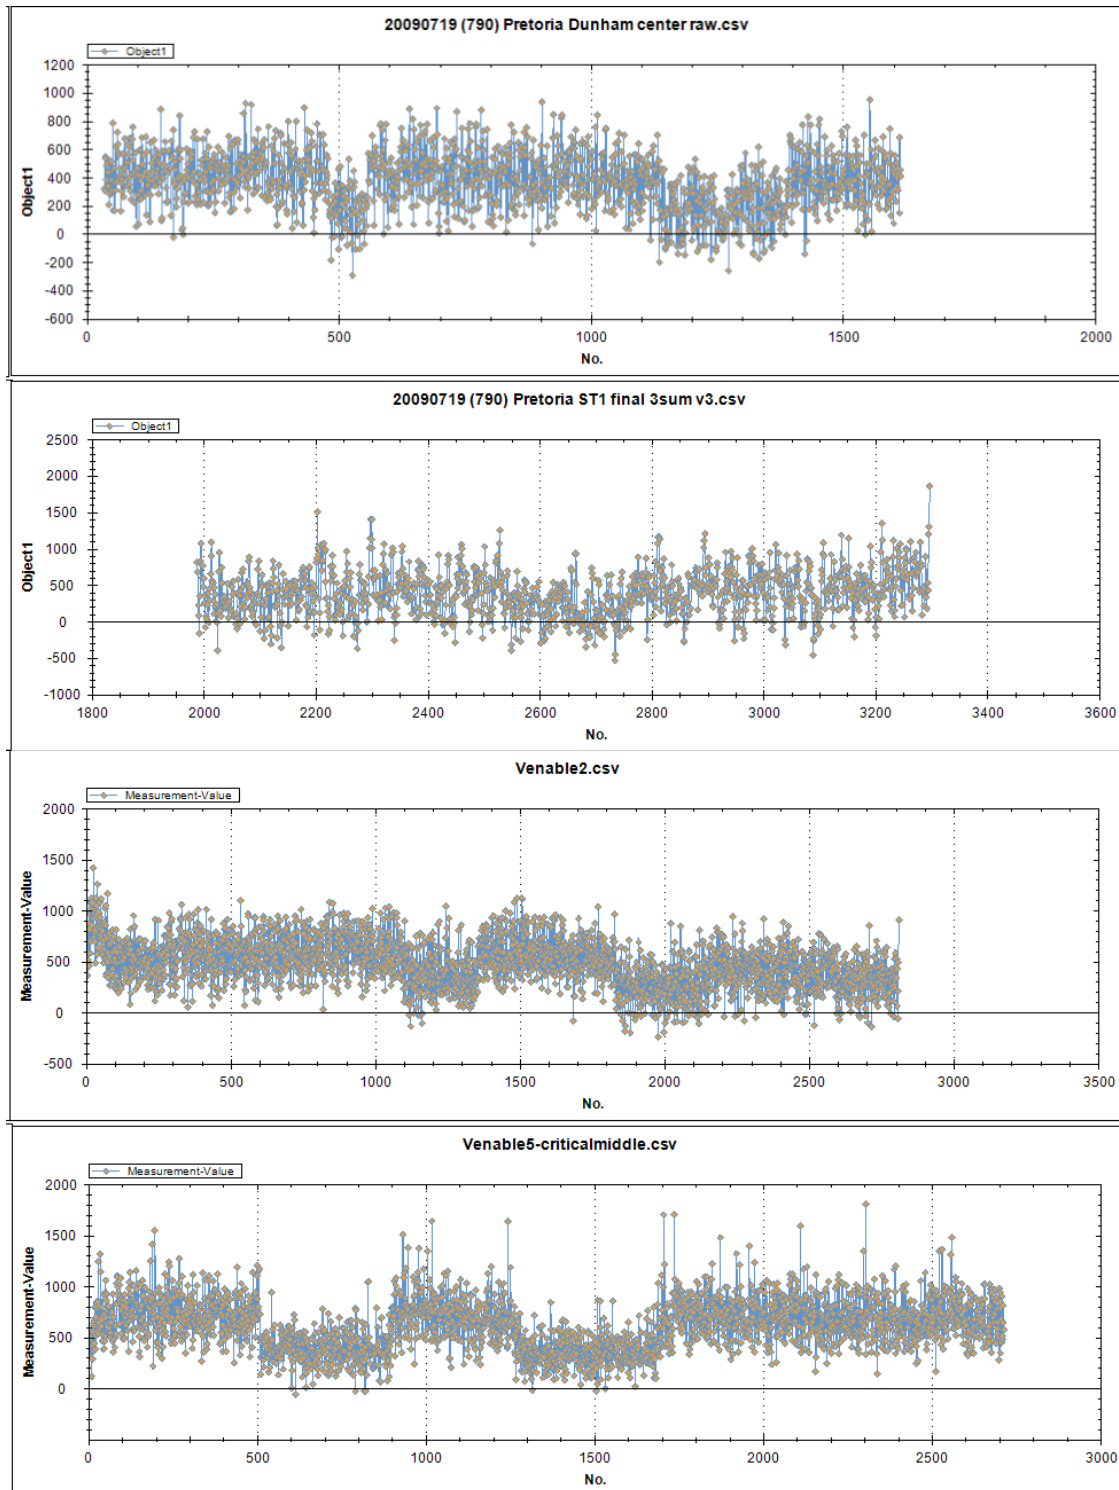 20090719 (790) Pretoria Dunham center raw.csv
Object1
1200
1000
800
600
400
200
0
-200
-400
-600
Object1
0 500 1000 1500 2000
No.
20090719 (790) Pretoria ST1 final 3sum v3.csv
Object1
2500
2000
1500
1000
500
0
-500
-1000
Object1
1800 2000 2200 2400 2600 2800 3000 3200 3400 3600
No.
Venable2.csv
Measurement-Value
2000
1500
1000
500
0
-500
Measurement-Value
0 500 1000 1500 2000 2500 3000 3500
No.
Venable5-criticalmiddle.csv
Measurement-Value
2000
1500
1000
500
0
Measurement-Value
0 500 1000 1500 2000 2500 3000
No.